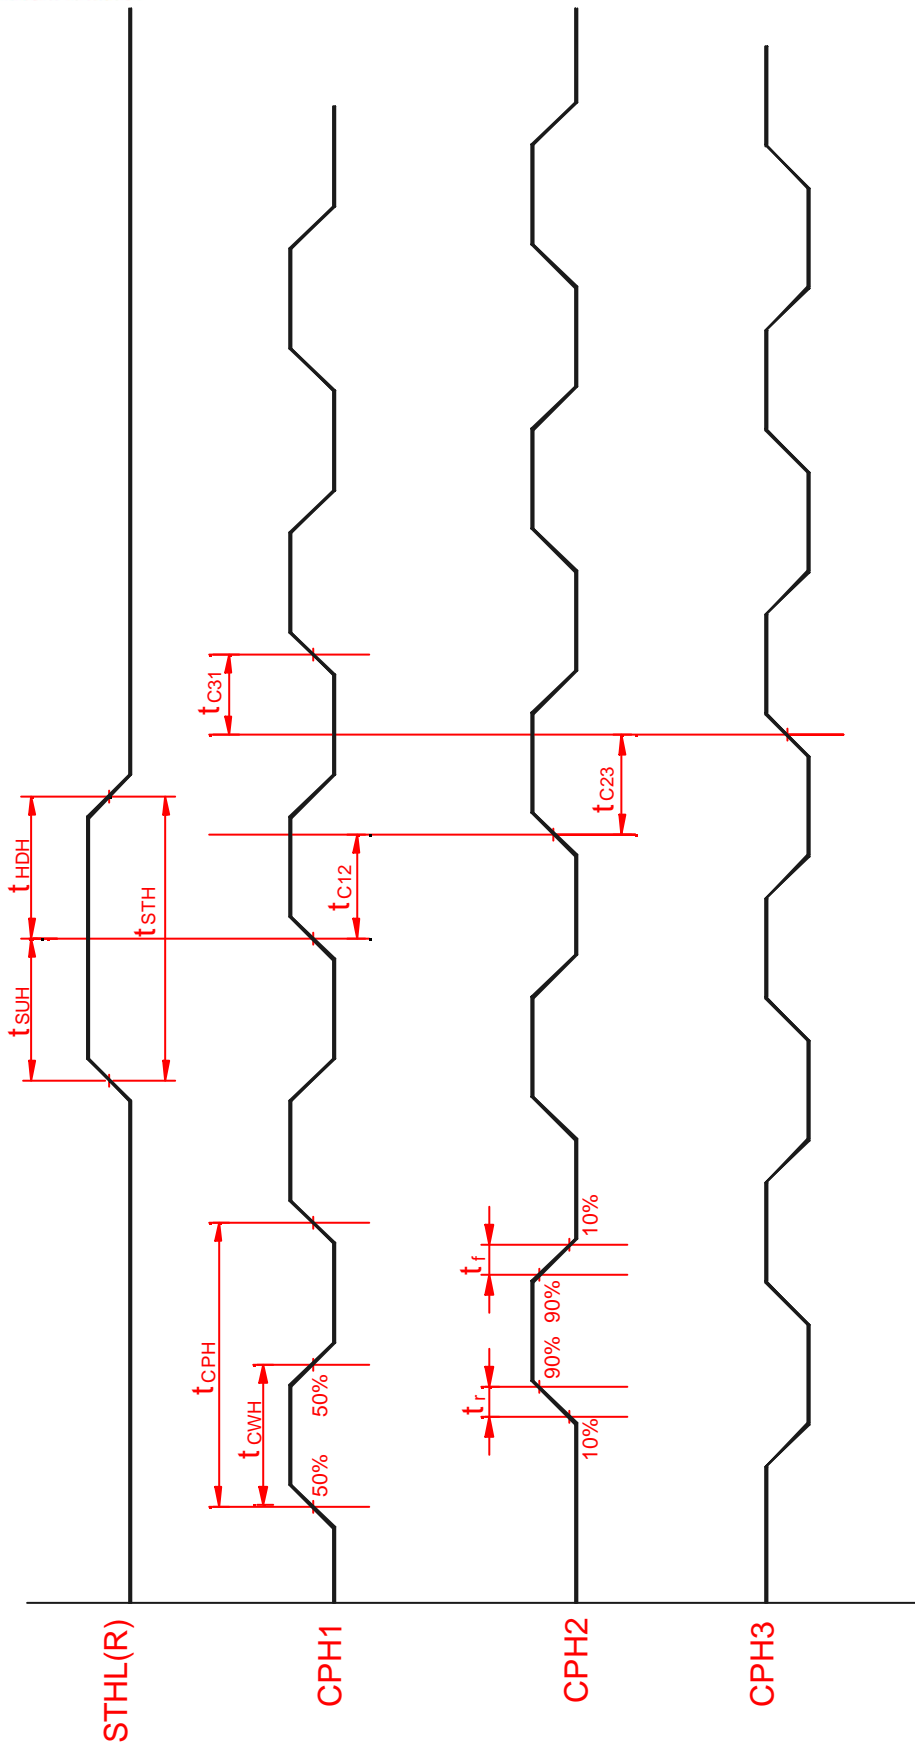 STHL(R)
tSUH
tHDH
tSTH
CPH1
tCPH
tCWH
50%
50%
tC12
tC31
CPH2
tr
tf
10%
90%
90%
10%
tC23
CPH3